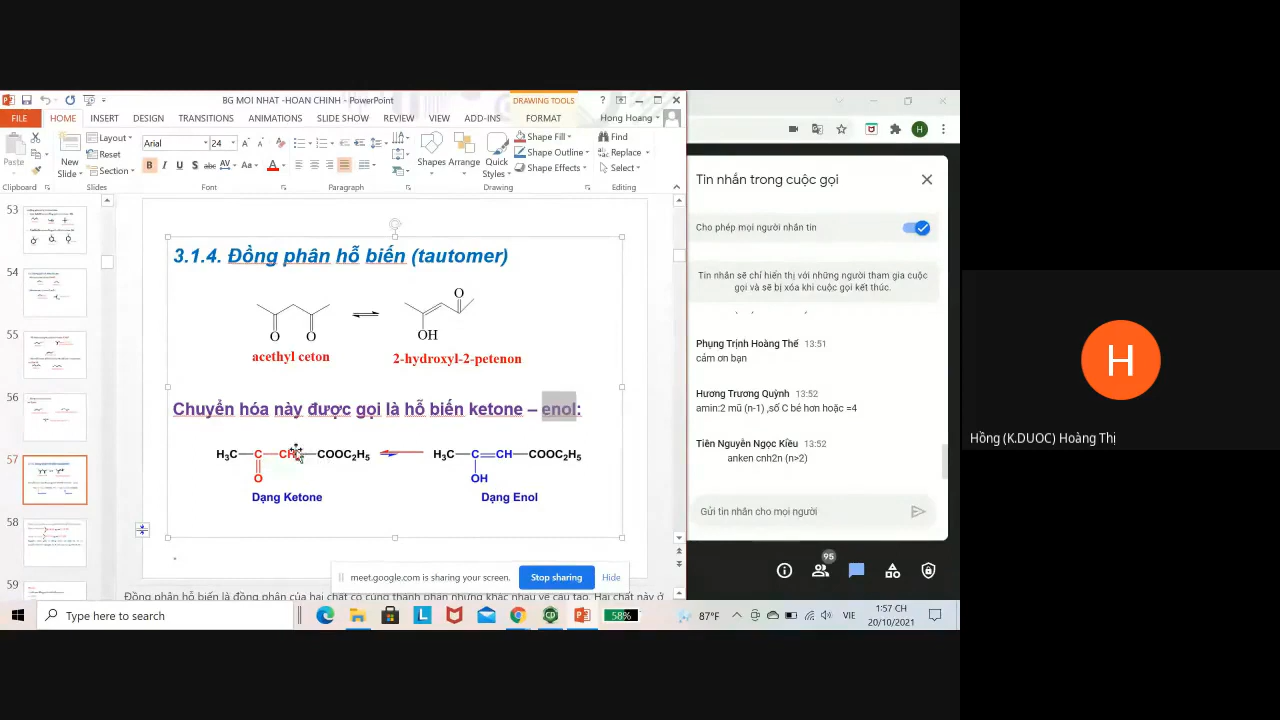 BG MOI NHAT -HOAN CHINH - PowerPoint
DRAWING TOOLS
FILE HOME INSERT DESIGN TRANSITIONS ANIMATIONS SLIDE SHOW REVIEW VIEW ADD-INS FORMAT Hong Hoang
Paste
New Slide
Layout
Reset
Section
Arial 24
Shapes Arrange Quick Styles
Shape Fill
Shape Outline
Shape Effects
Find
Replace
Select
Clipboard Slides Font Paragraph Drawing Editing
53
54
55
56
57
58
59
3.1.4. Đồng phân hỗ biến (tautomer)
O O
O
OH
acethyl ceton
2-hydroxyl-2-petenon
Chuyển hóa này được gọi là hỗ biến ketone – enol:
H3C C CH COOC2H5
O
Dạng Ketone
H3C C CH COOC2H5
OH
Dạng Enol
meet.google.com is sharing your screen. Stop sharing Hide
Đồng phân hỗ biến là đồng phân của hai chất có cùng thành phần nhưng khác nhau về cấu tạo. Hai chất này ở
Tin nhắn trong cuộc gọi
Cho phép mọi người nhắn tin
Tin nhắn sẽ chỉ hiển thị với những người tham gia cuộc
gọi và sẽ bị xóa khi cuộc gọi kết thúc.
Phụng Trịnh Hoàng Thế 13:51
cảm ơn bạn
Hương Trương Quỳnh 13:52
amin:2 mũ (n-1) ,số C bé hơn hoặc =4
Tiên Nguyễn Ngọc Kiều 13:52
anken cnh2n (n>2)
Gửi tin nhắn cho mọi người
95
H
Hồng (K.DUOC) Hoàng Thị
Type here to search
58%
87°F
VIE
1:57 CH
20/10/2021